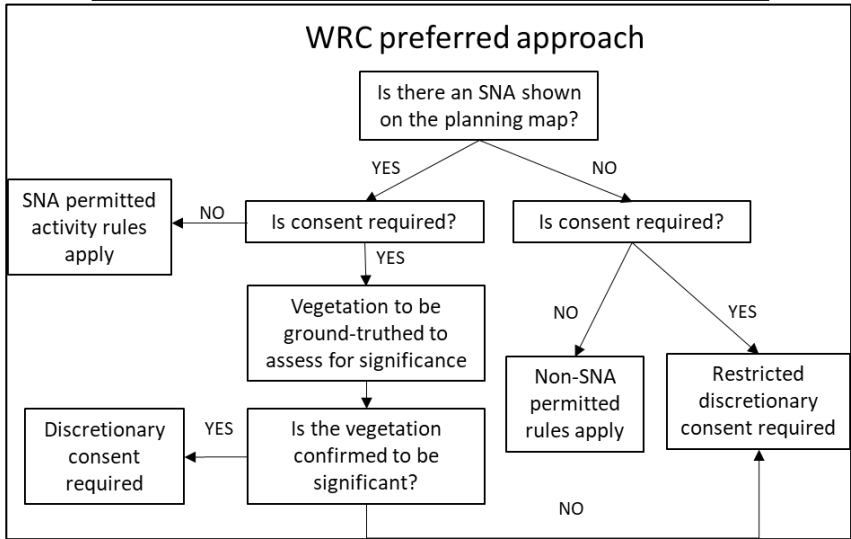 WRC preferred approach
Is there an SNA shown
on the planning map?
YES
NO
SNA permitted
activity rules
apply
NO
Is consent required?
Is consent required?
YES
Vegetation to be
ground-truthed to
assess for significance
NO
YES
Non-SNA
permitted
rules apply
Restricted
discretionary
consent required
Discretionary
consent
required
YES
Is the vegetation
confirmed to be
significant?
NO